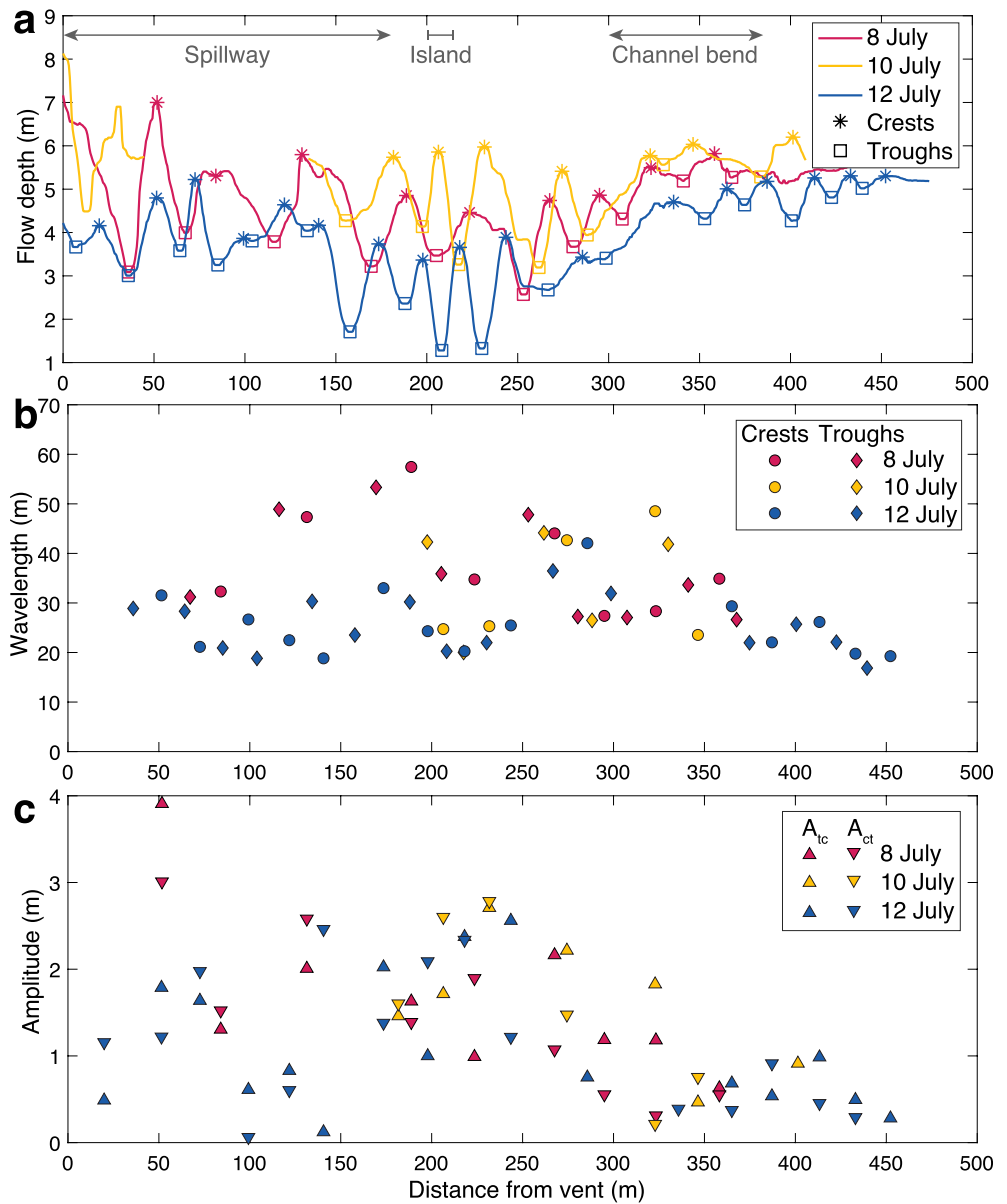 a
Flow depth (m)
9
8
7
6
5
4
3
2
1
Spillway
Island
Channel bend
8 July
10 July
12 July
Crests
Troughs
0 50 100 150 200 250 300 350 400 450 500
b
Wavelength (m)
70
60
50
40
30
20
10
0
Crests Troughs
8 July
10 July
12 July
0 50 100 150 200 250 300 350 400 450 500
c
Amplitude (m)
4
3
2
1
0
Atc Act
8 July
10 July
12 July
0 50 100 150 200 250 300 350 400 450 500
Distance from vent (m)